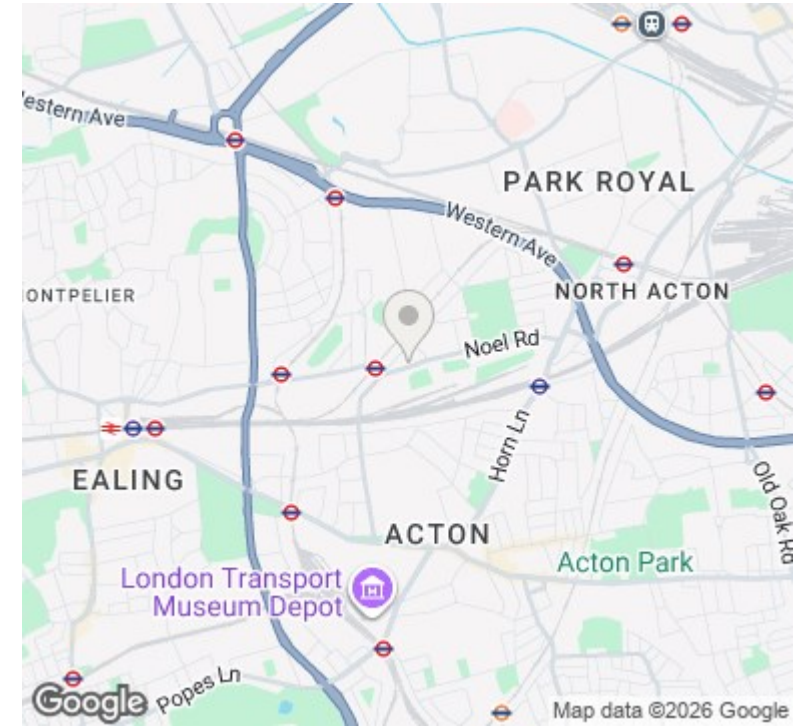 Western Ave
PARK ROYAL
Western Ave
NORTH ACTON
Noel Rd
Horn Ln
EALING
Old Oak Rd
ACTON
Acton Park
London Transport
Museum Depot
Popes Ln
Google
Map data ©2026 Google